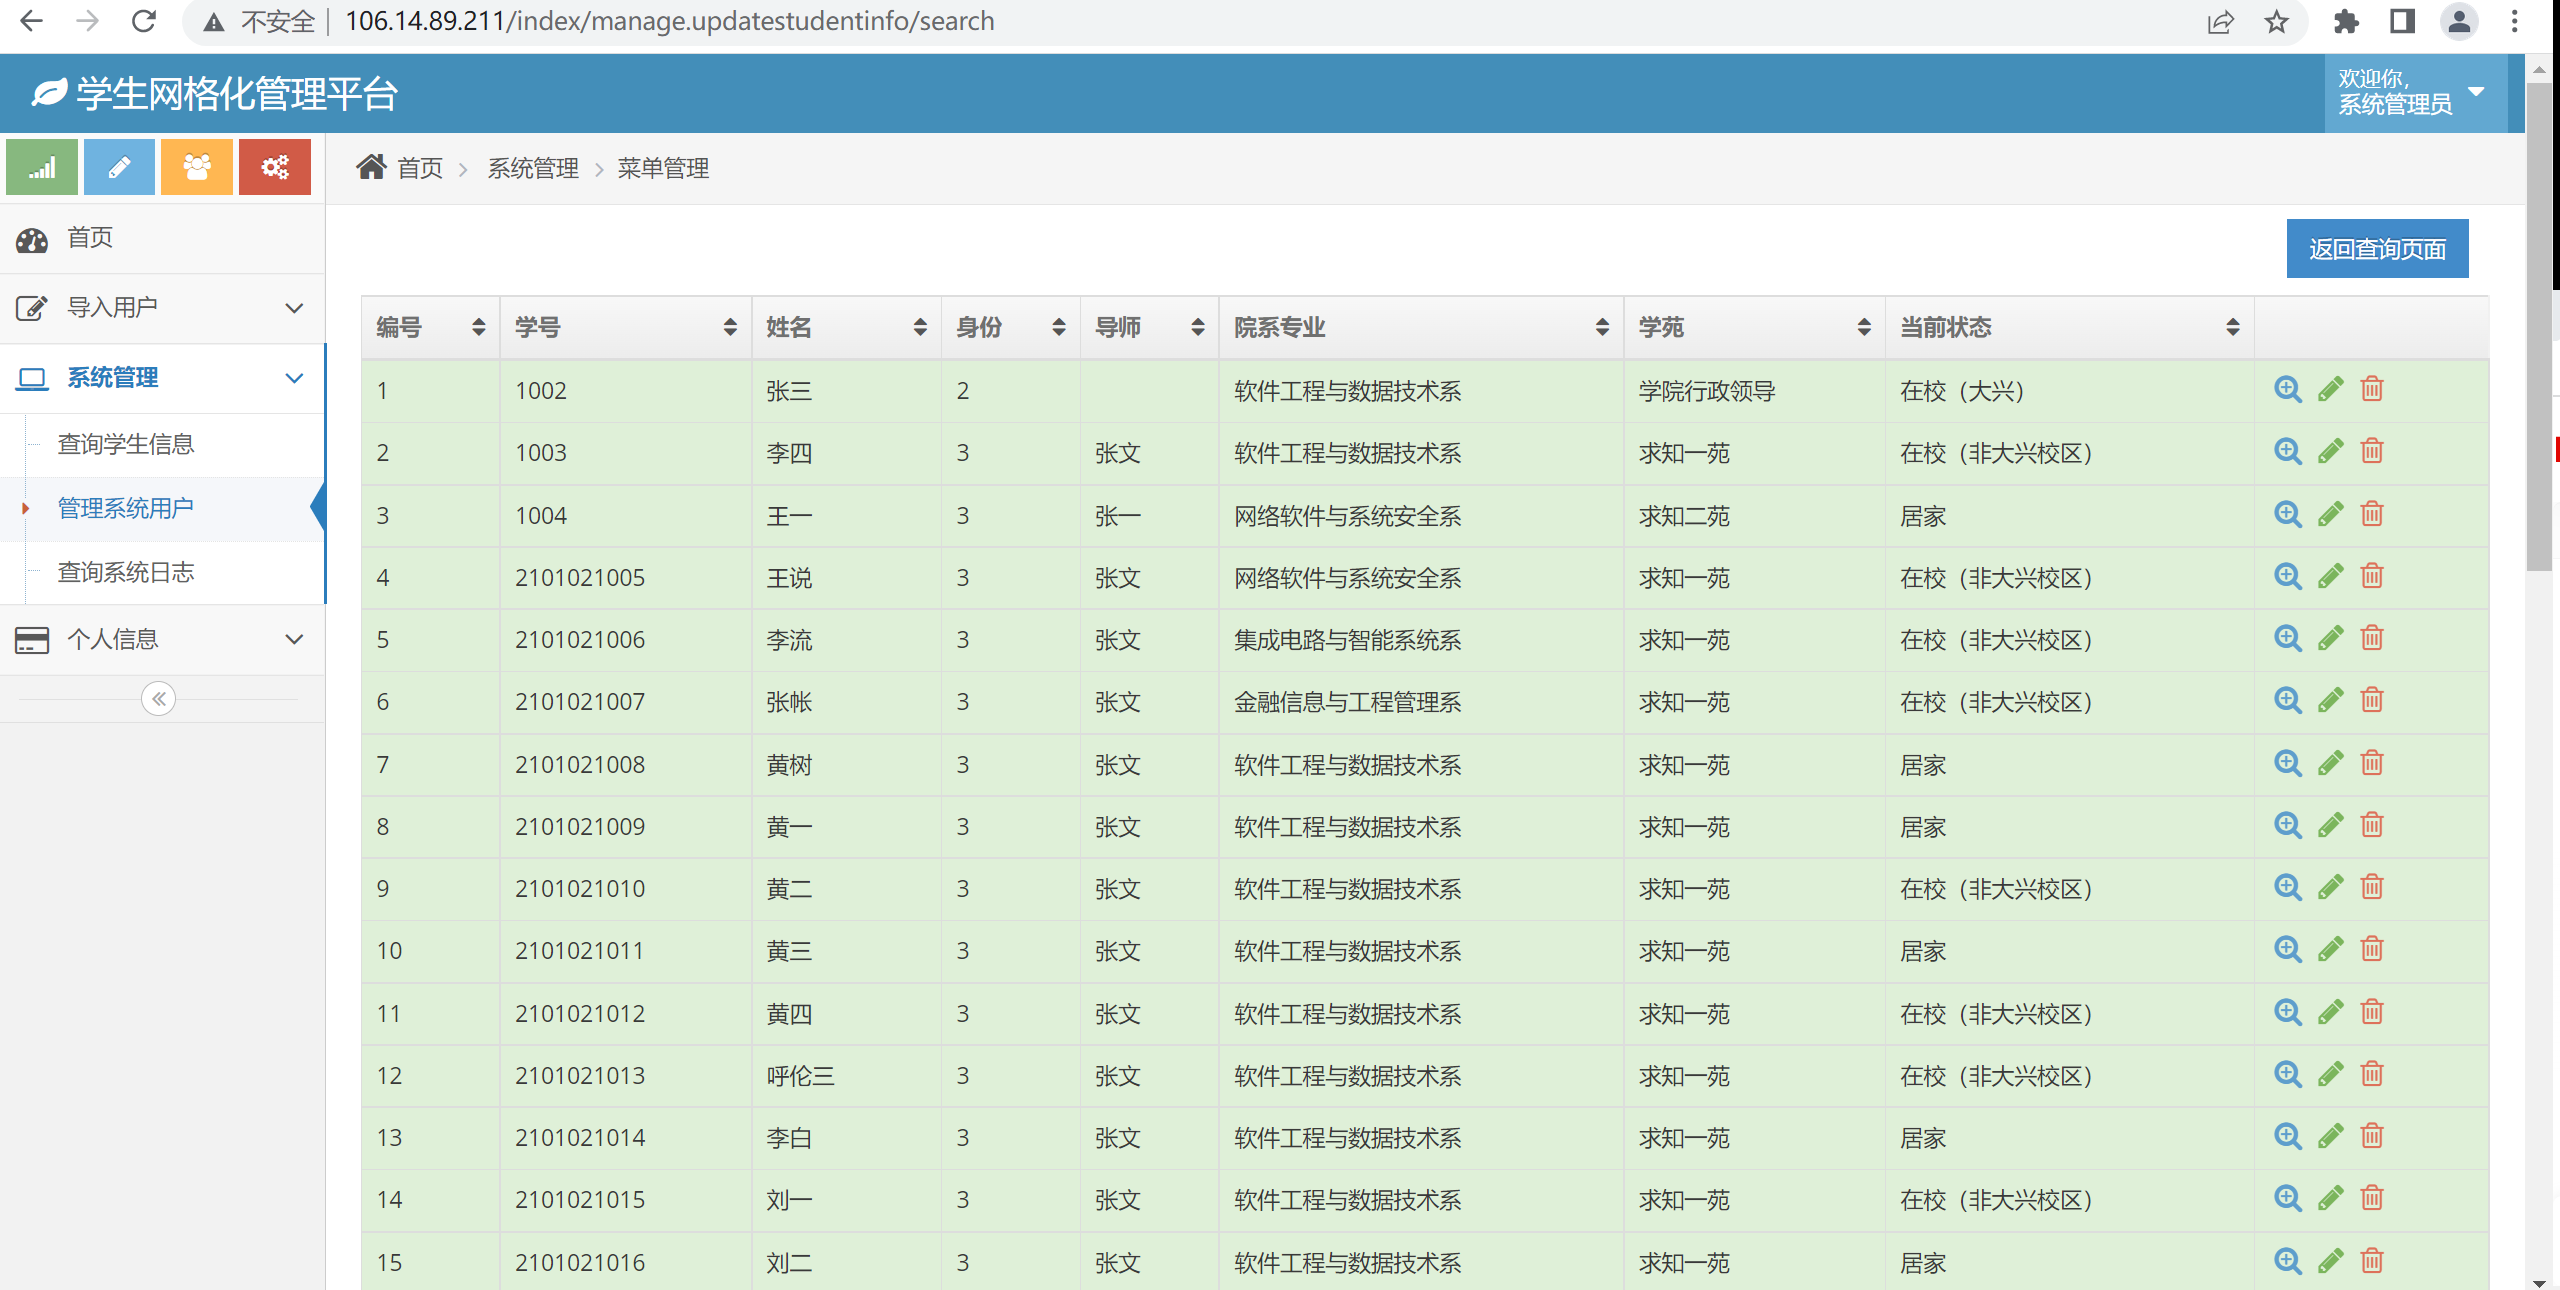 不安全 | 106.14.89.211/index/manage.updatestudentinfo/search
学生网格化管理平台
欢迎你,
系统管理员
首页 > 系统管理 > 菜单管理
首页
导入用户
系统管理
查询学生信息
管理系统用户
查询系统日志
个人信息
返回查询页面
编号 学号 姓名 身份 导师 院系专业 学苑 当前状态
1 1002 张三 2 软件工程与数据技术系 学院行政领导 在校（大兴）
2 1003 李四 3 张文 软件工程与数据技术系 求知一苑 在校（非大兴校区）
3 1004 王一 3 张一 网络软件与系统安全系 求知二苑 居家
4 2101021005 王说 3 张文 网络软件与系统安全系 求知一苑 在校（非大兴校区）
5 2101021006 李流 3 张文 集成电路与智能系统系 求知一苑 在校（非大兴校区）
6 2101021007 张帐 3 张文 金融信息与工程管理系 求知一苑 在校（非大兴校区）
7 2101021008 黄树 3 张文 软件工程与数据技术系 求知一苑 居家
8 2101021009 黄一 3 张文 软件工程与数据技术系 求知一苑 居家
9 2101021010 黄二 3 张文 软件工程与数据技术系 求知一苑 在校（非大兴校区）
10 2101021011 黄三 3 张文 软件工程与数据技术系 求知一苑 居家
11 2101021012 黄四 3 张文 软件工程与数据技术系 求知一苑 在校（非大兴校区）
12 2101021013 呼伦三 3 张文 软件工程与数据技术系 求知一苑 在校（非大兴校区）
13 2101021014 李白 3 张文 软件工程与数据技术系 求知一苑 居家
14 2101021015 刘一 3 张文 软件工程与数据技术系 求知一苑 在校（非大兴校区）
15 2101021016 刘二 3 张文 软件工程与数据技术系 求知一苑 居家